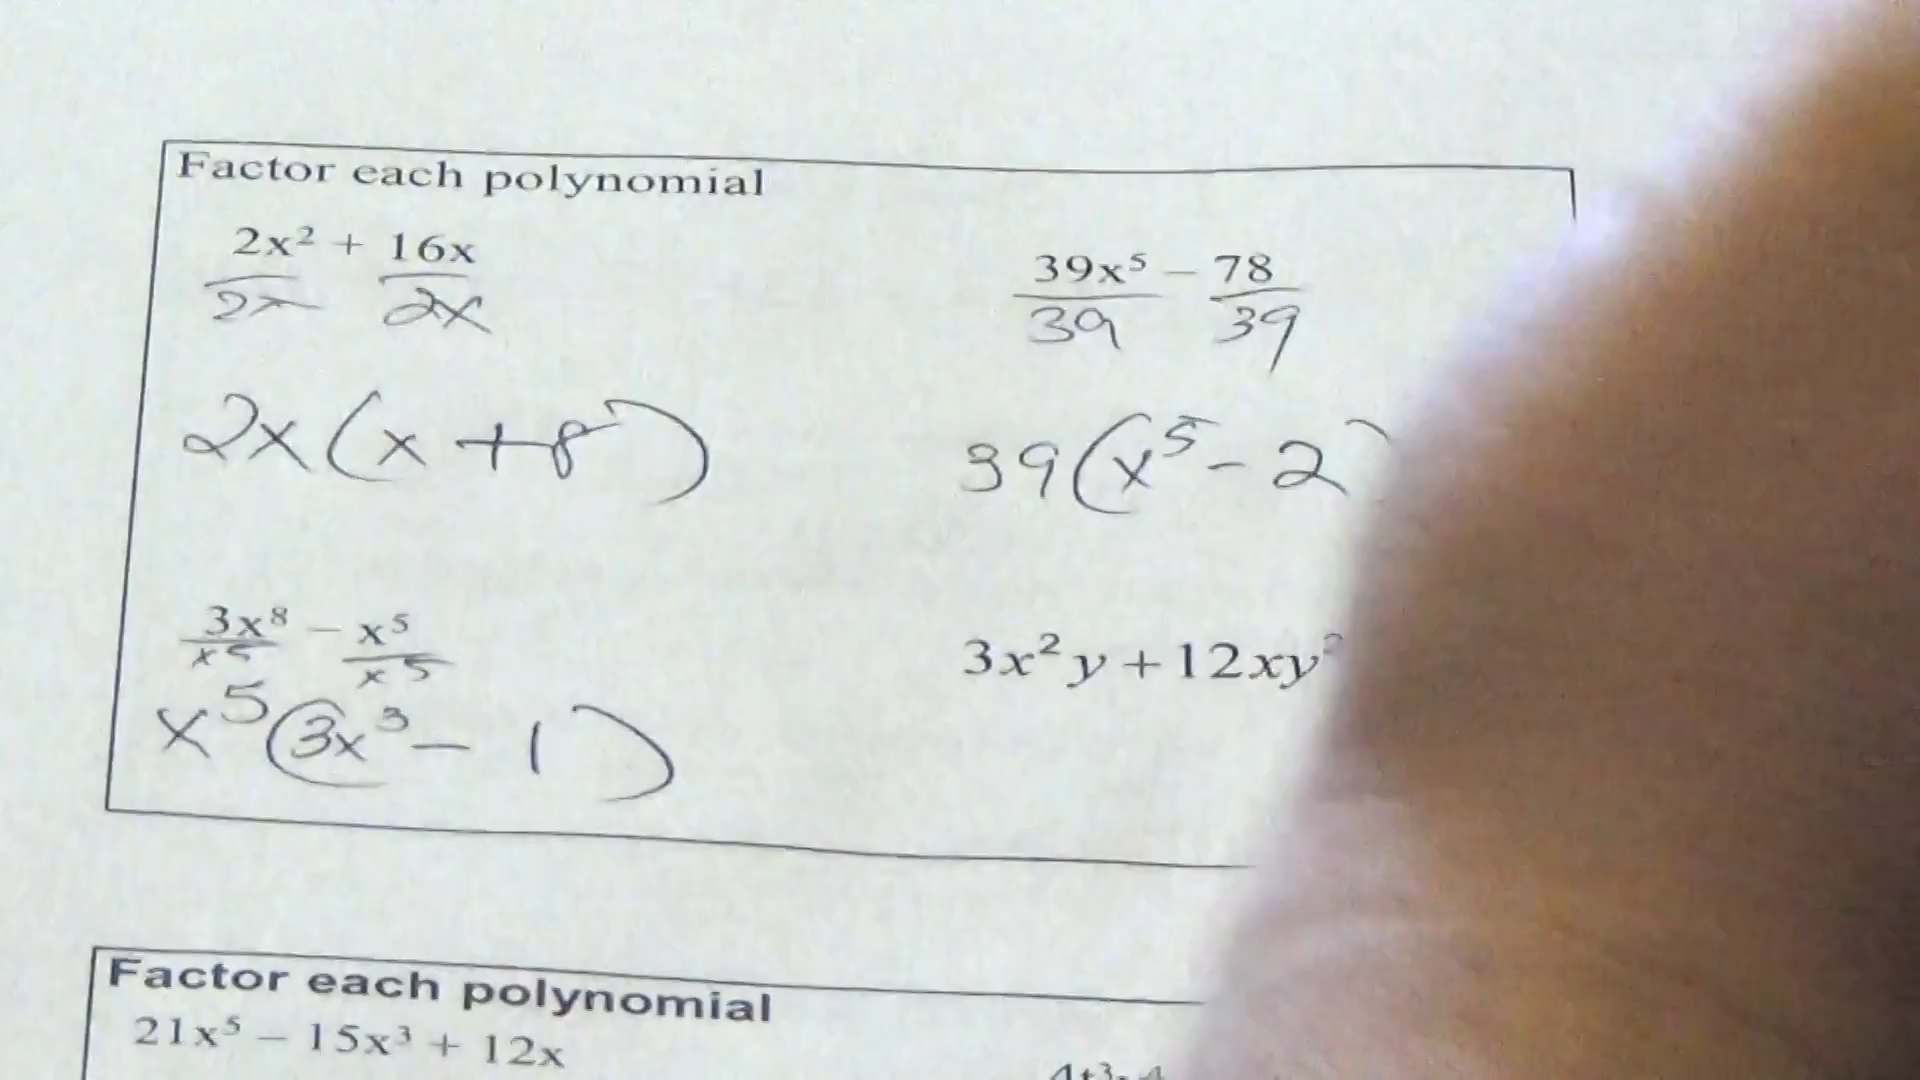 Factor each polynomial
2x² + 16x
2x 2x
2x(x + 8)
39x⁵ – 78
39 39
39(x⁵ - 2)
3x⁸ – x⁵
x5 x5
x⁵(3x³ - 1)
3x²y + 12xy²
Factor each polynomial
21x⁵ – 15x³ + 12x